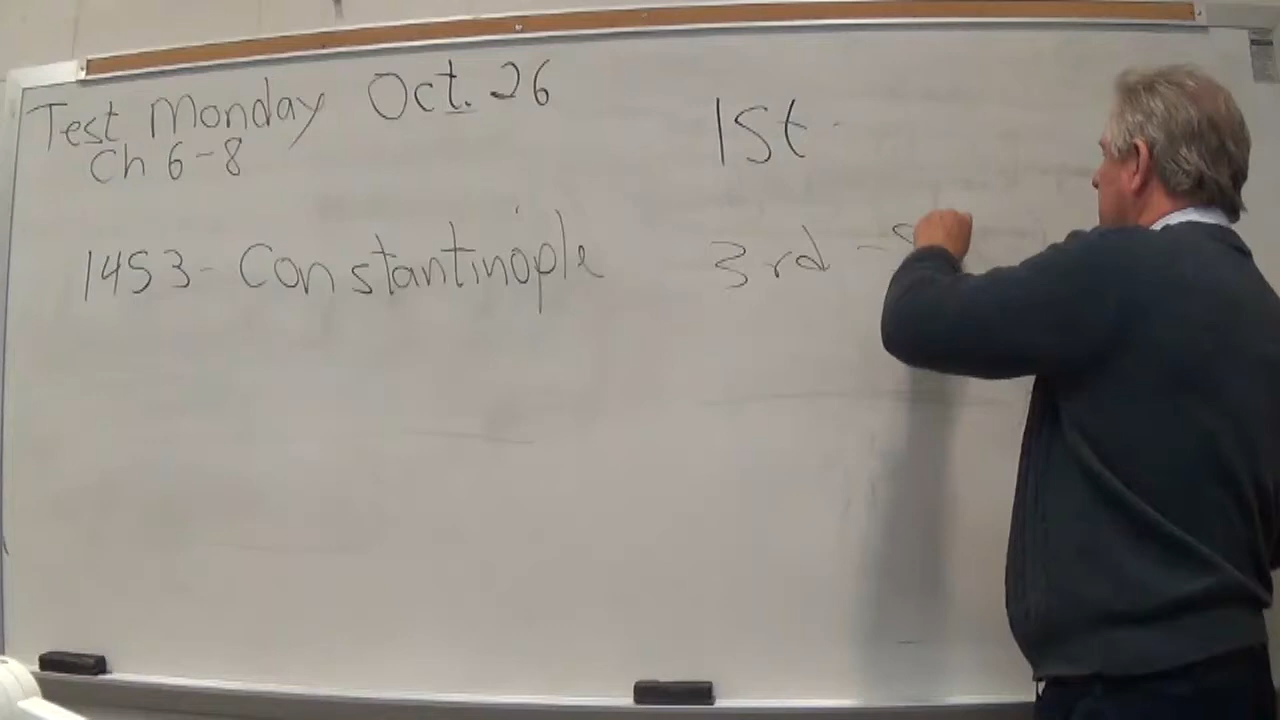 Test Monday Oct. 26
Ch 6-8
1453- Constantinople
1st -
3rd -